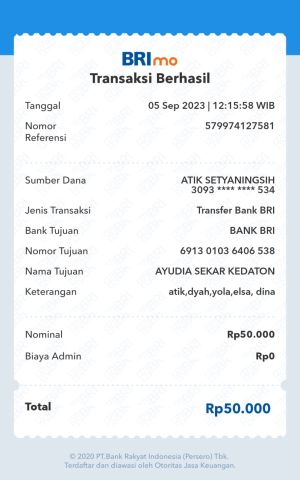 BRImo
Transaksi Berhasil
Tanggal 05 Sep 2023 | 12:15:58 WIB
Nomor 579974127581
Referensi
Sumber Dana ATIK SETYANINGSIH
3093 **** **** 534
Jenis Transaksi Transfer Bank BRI
Bank Tujuan BANK BRI
Nomor Tujuan 6913 0103 6406 538
Nama Tujuan AYUDIA SEKAR KEDATON
Keterangan atik,dyah,yola,elsa, dina
Nominal Rp50.000
Biaya Admin Rp0
Total Rp50.000
© 2020 PT.Bank Rakyat Indonesia (Persero) Tbk.
Terdaftar dan diawasi oleh Otoritas Jasa Keuangan.